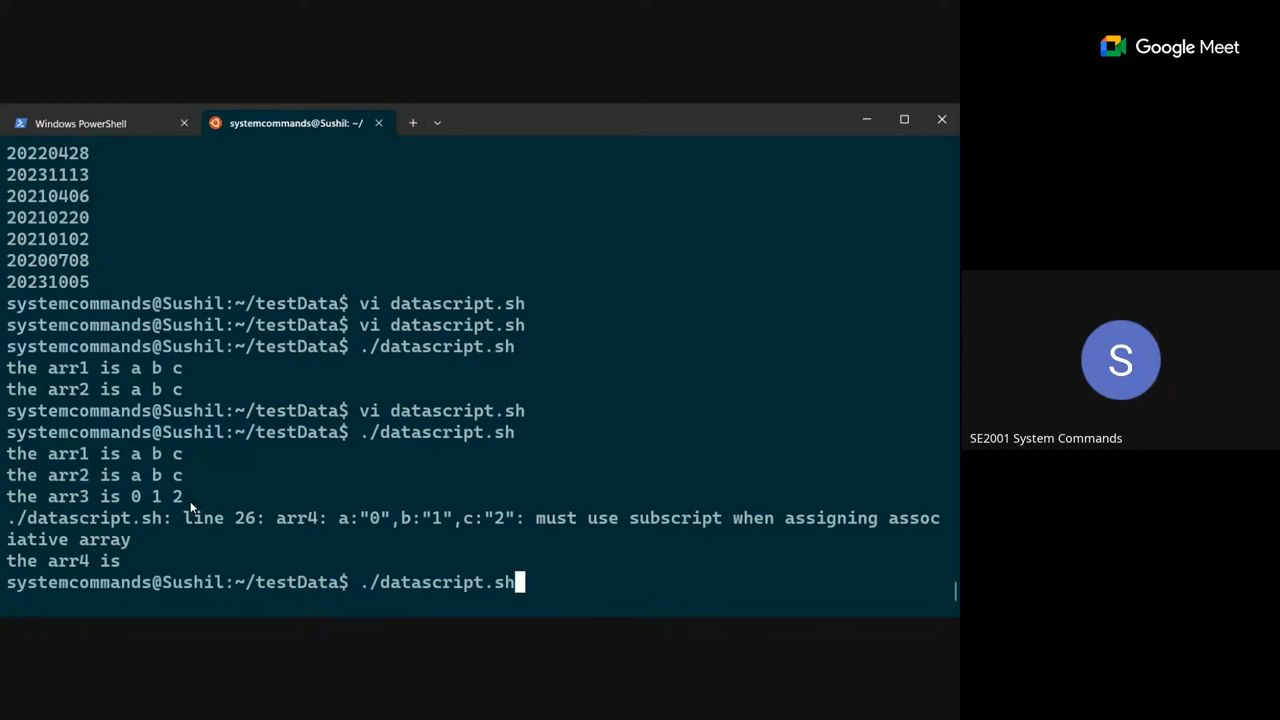 Google Meet
Windows PowerShell
systemcommands@Sushil: ~/
20220428
20231113
20210406
20210220
20210102
20200708
20231005
systemcommands@Sushil:~/testData$ vi datascript.sh
systemcommands@Sushil:~/testData$ vi datascript.sh
systemcommands@Sushil:~/testData$ ./datascript.sh
the arr1 is a b c
the arr2 is a b c
systemcommands@Sushil:~/testData$ vi datascript.sh
systemcommands@Sushil:~/testData$ ./datascript.sh
the arr1 is a b c
the arr2 is a b c
the arr3 is 0 1 2
./datascript.sh: line 26: arr4: a:"0",b:"1",c:"2": must use subscript when assigning assoc
iative array
the arr4 is
systemcommands@Sushil:~/testData$ ./datascript.sh
S
SE2001 System Commands